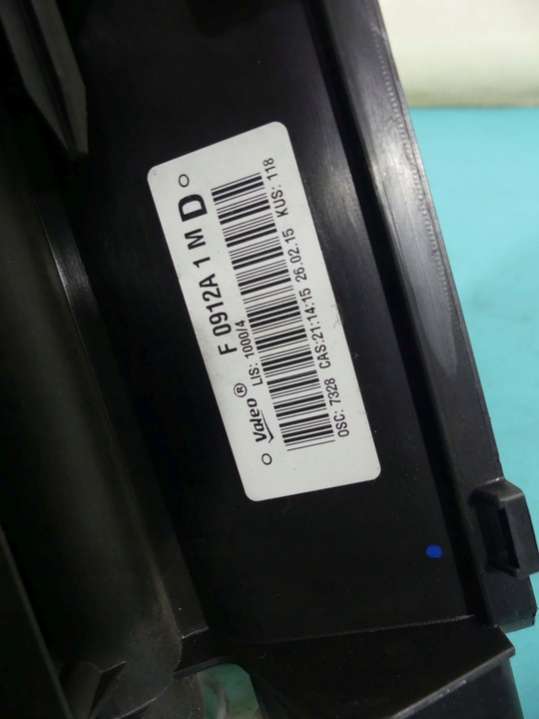 Valeo ® F 0912A 1 M D
LIS: 1000/4
OSC: 7328 CAS:21:14:15 26.02.15 KUS: 118